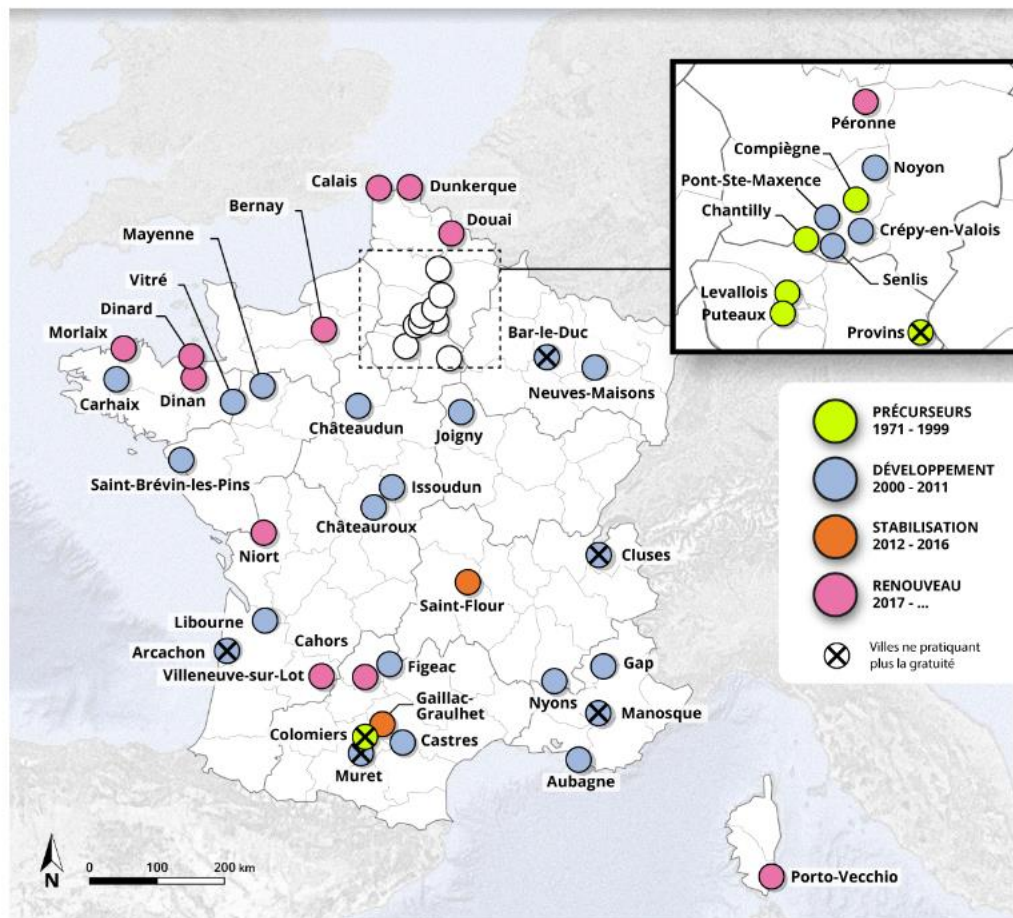 Péronne
Compiègne
Noyon
Pont-Ste-Maxence
Chantilly
Crépy-en-Valois
Senlis
Levallois
Puteaux
Provins
Calais
Dunkerque
Bernay
Douai
Mayenne
Vitré
Dinard
Morlaix
Bar-le-Duc
Carhaix
Dinan
Neuves-Maisons
Châteaudun
Joigny
Saint-Brévin-les-Pins
Issoudun
Châteauroux
Niort
Cluses
Saint-Flour
Libourne
Cahors
Arcachon
Figeac
Gap
Villeneuve-sur-Lot
Gaillac-
Graulhet
Nyons
Manosque
Colomiers
Castres
Muret
Aubagne
Porto-Vecchio
PRÉCURSEURS
1971 - 1999
DÉVELOPPEMENT
2000 - 2011
STABILISATION
2012 - 2016
RENOUVEAU
2017 - ...
Villes ne pratiquant
plus la gratuité
N
0 100 200 km